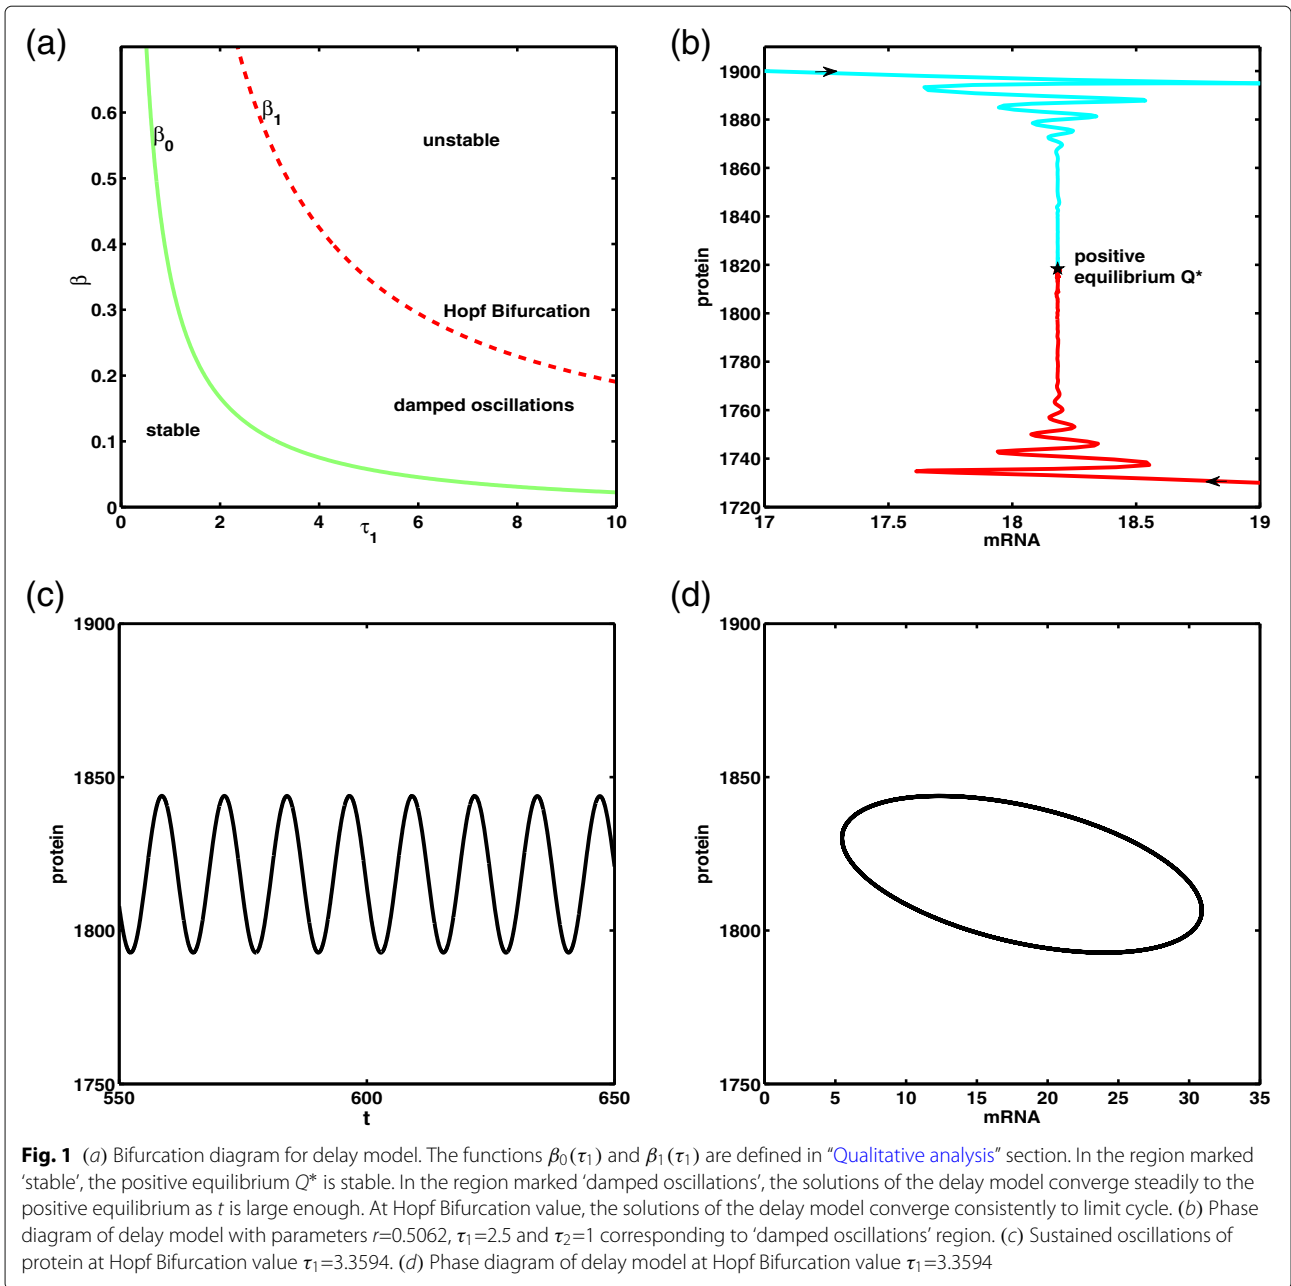 (a)
0.6
0.5
0.4
0.3
0.2
0.1
0
β
β0
β1
unstable
Hopf Bifurcation
damped oscillations
stable
0 2 4 6 8 10
τ1
(b)
1900
1880
1860
1840
1820
1800
1780
1760
1740
1720
protein
positive
equilibrium Q*
17 17.5 18 18.5 19
mRNA
(c)
1900
1850
1800
1750
protein
550 600 650
t
(d)
1900
1850
1800
1750
protein
0 5 10 15 20 25 30 35
mRNA
Fig. 1 (a) Bifurcation diagram for delay model. The functions β0(τ1) and β1(τ1) are defined in "Qualitative analysis" section. In the region marked
'stable', the positive equilibrium Q* is stable. In the region marked 'damped oscillations', the solutions of the delay model converge steadily to the
positive equilibrium as t is large enough. At Hopf Bifurcation value, the solutions of the delay model converge consistently to limit cycle. (b) Phase
diagram of delay model with parameters r=0.5062, τ1=2.5 and τ2=1 corresponding to 'damped oscillations' region. (c) Sustained oscillations of
protein at Hopf Bifurcation value τ1=3.3594. (d) Phase diagram of delay model at Hopf Bifurcation value τ1=3.3594